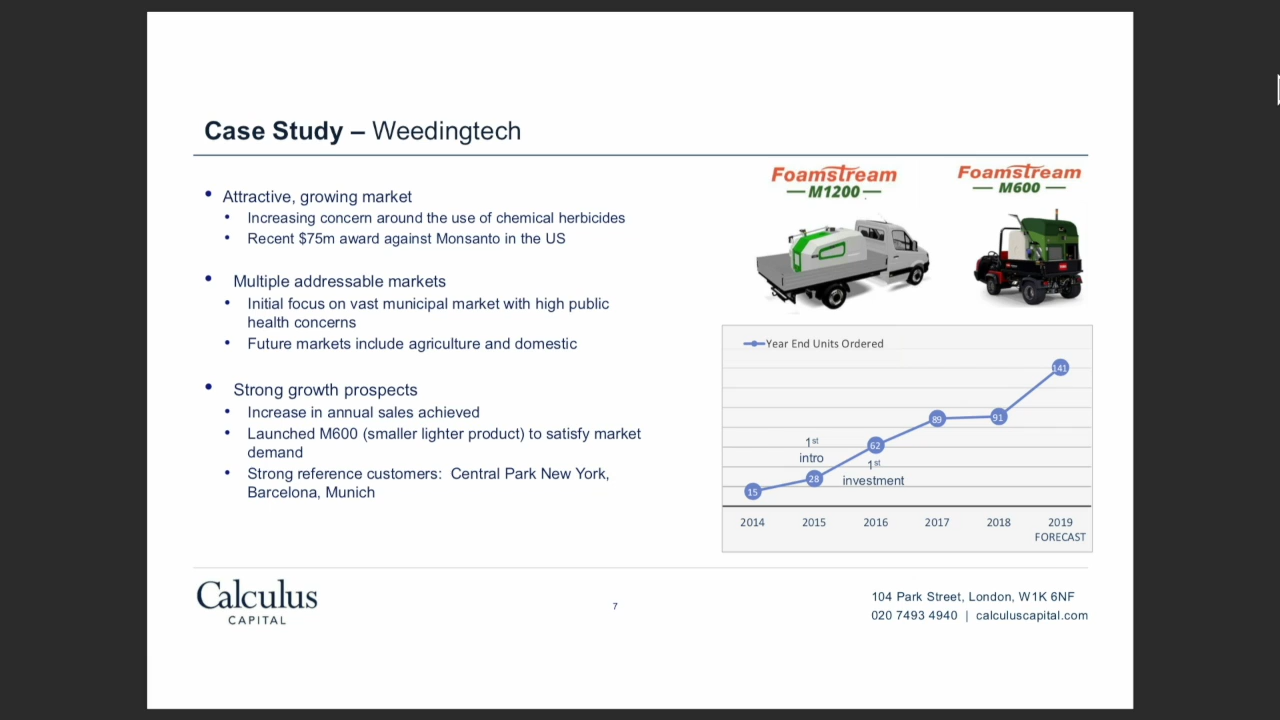 Case Study – Weedingtech
• Attractive, growing market
• Increasing concern around the use of chemical herbicides
• Recent $75m award against Monsanto in the US
• Multiple addressable markets
• Initial focus on vast municipal market with high public
health concerns
• Future markets include agriculture and domestic
• Strong growth prospects
• Increase in annual sales achieved
• Launched M600 (smaller lighter product) to satisfy market
demand
• Strong reference customers: Central Park New York,
Barcelona, Munich
Foamstream
M1200
Foamstream
M600
Year End Units Ordered
141
89
91
62
28
15
1st
intro
1st
investment
2014 2015 2016 2017 2018 2019
FORECAST
Calculus
CAPITAL
7
104 Park Street, London, W1K 6NF
020 7493 4940 | calculuscapital.com